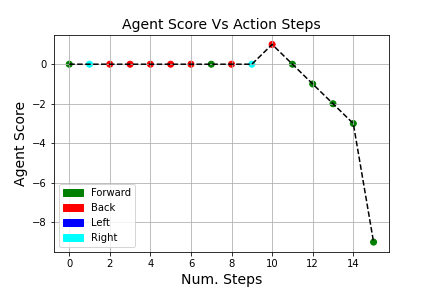 Agent Score Vs Action Steps
Agent Score
0
−2
−4
−6
−8
Forward
Back
Left
Right
0 2 4 6 8 10 12 14
Num. Steps